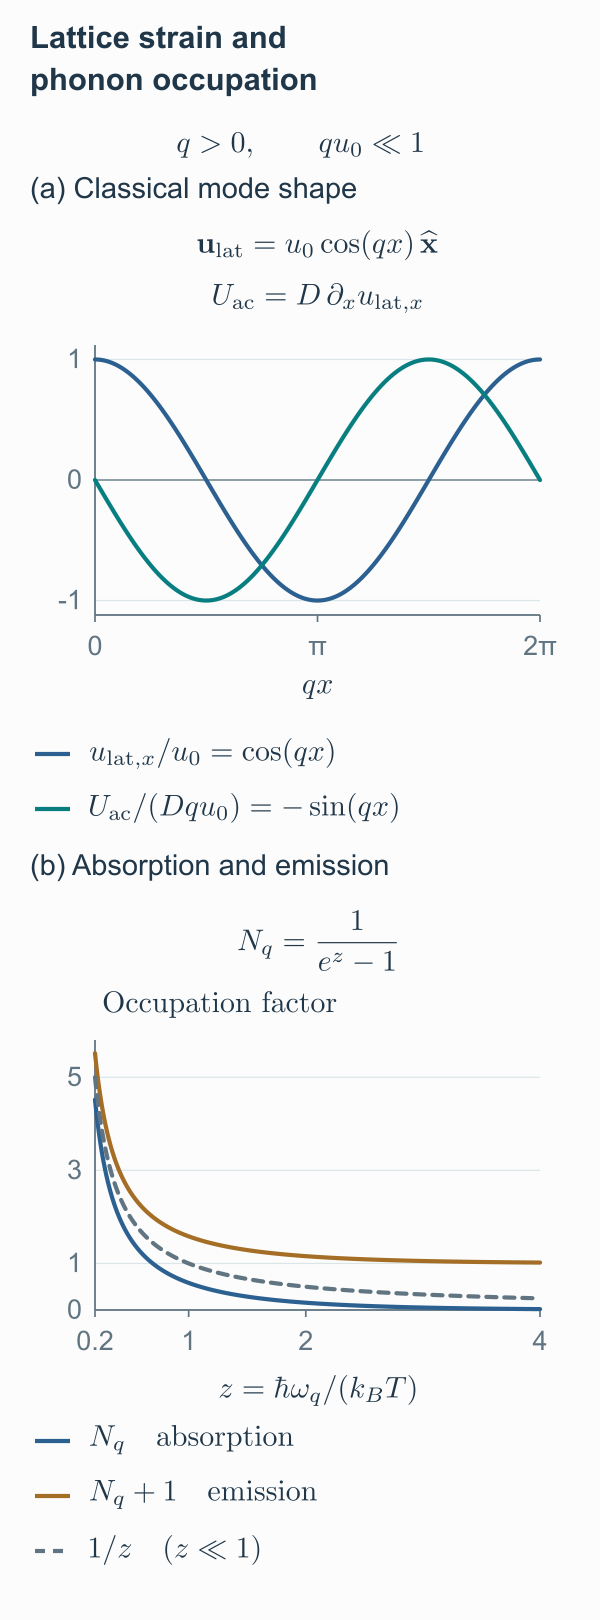 Lattice strain and
phonon occupation
q > 0,  qu₀ ≪ 1
(a) Classical mode shape
𝐮_lat = u₀ cos(qx) 𝐱̂
U_ac = D ∂ₓu_lat,x
1
0
-1
0 π 2π
qx
u_lat,x/u₀ = cos(qx)
U_ac/(Dqu₀) = − sin(qx)
(b) Absorption and emission
N_q = 1/(e^z − 1)
Occupation factor
5
3
1
0
0.2 1 2 4
z = ħω_q/(k_BT)
N_q absorption
N_q + 1 emission
1/z (z ≪ 1)